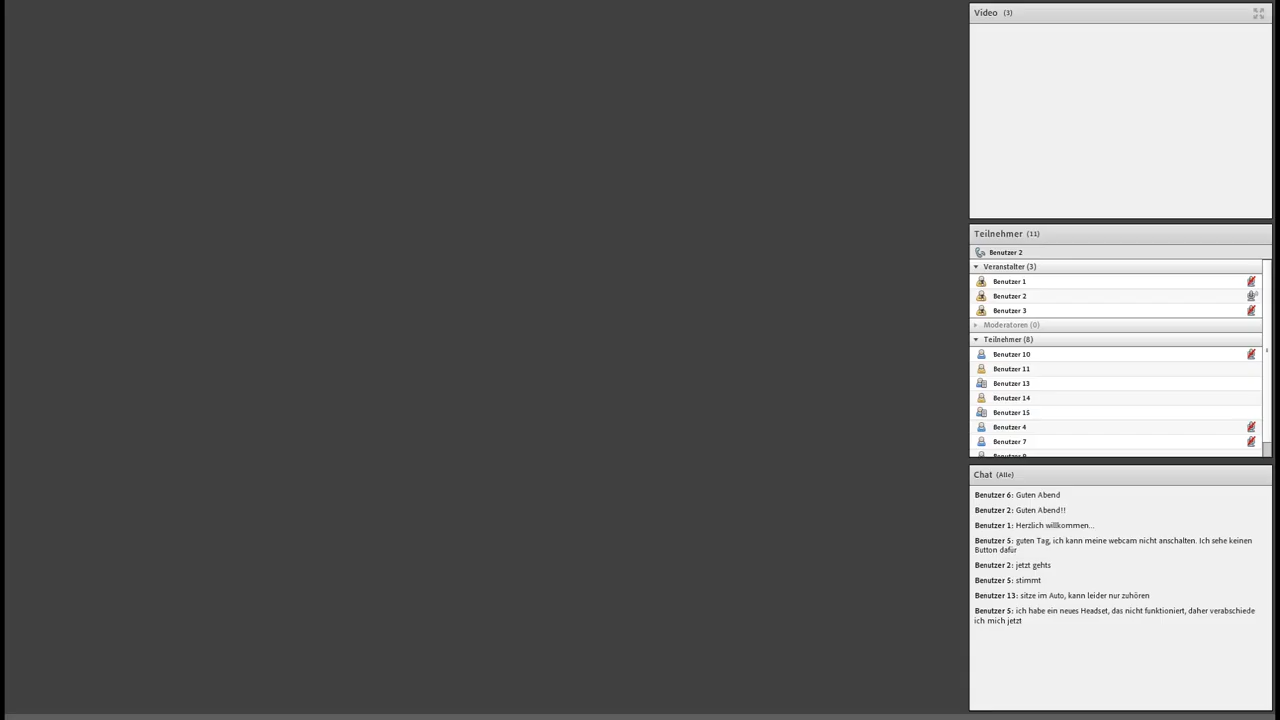 Video (3)
Teilnehmer (11)
Benutzer 2
Veranstalter (3)
Benutzer 1
Benutzer 2
Benutzer 3
Moderatoren (0)
Teilnehmer (8)
Benutzer 10
Benutzer 11
Benutzer 13
Benutzer 14
Benutzer 15
Benutzer 4
Benutzer 7
Benutzer 9
Chat (Alle)
Benutzer 6: Guten Abend
Benutzer 2: Guten Abend!!
Benutzer 1: Herzlich willkommen...
Benutzer 5: guten Tag, ich kann meine webcam nicht anschalten. Ich sehe keinen
Button dafür
Benutzer 2: jetzt gehts
Benutzer 5: stimmt
Benutzer 13: sitze im Auto, kann leider nur zuhören
Benutzer 5: ich habe ein neues Headset, das nicht funktioniert, daher verabschiede
ich mich jetzt